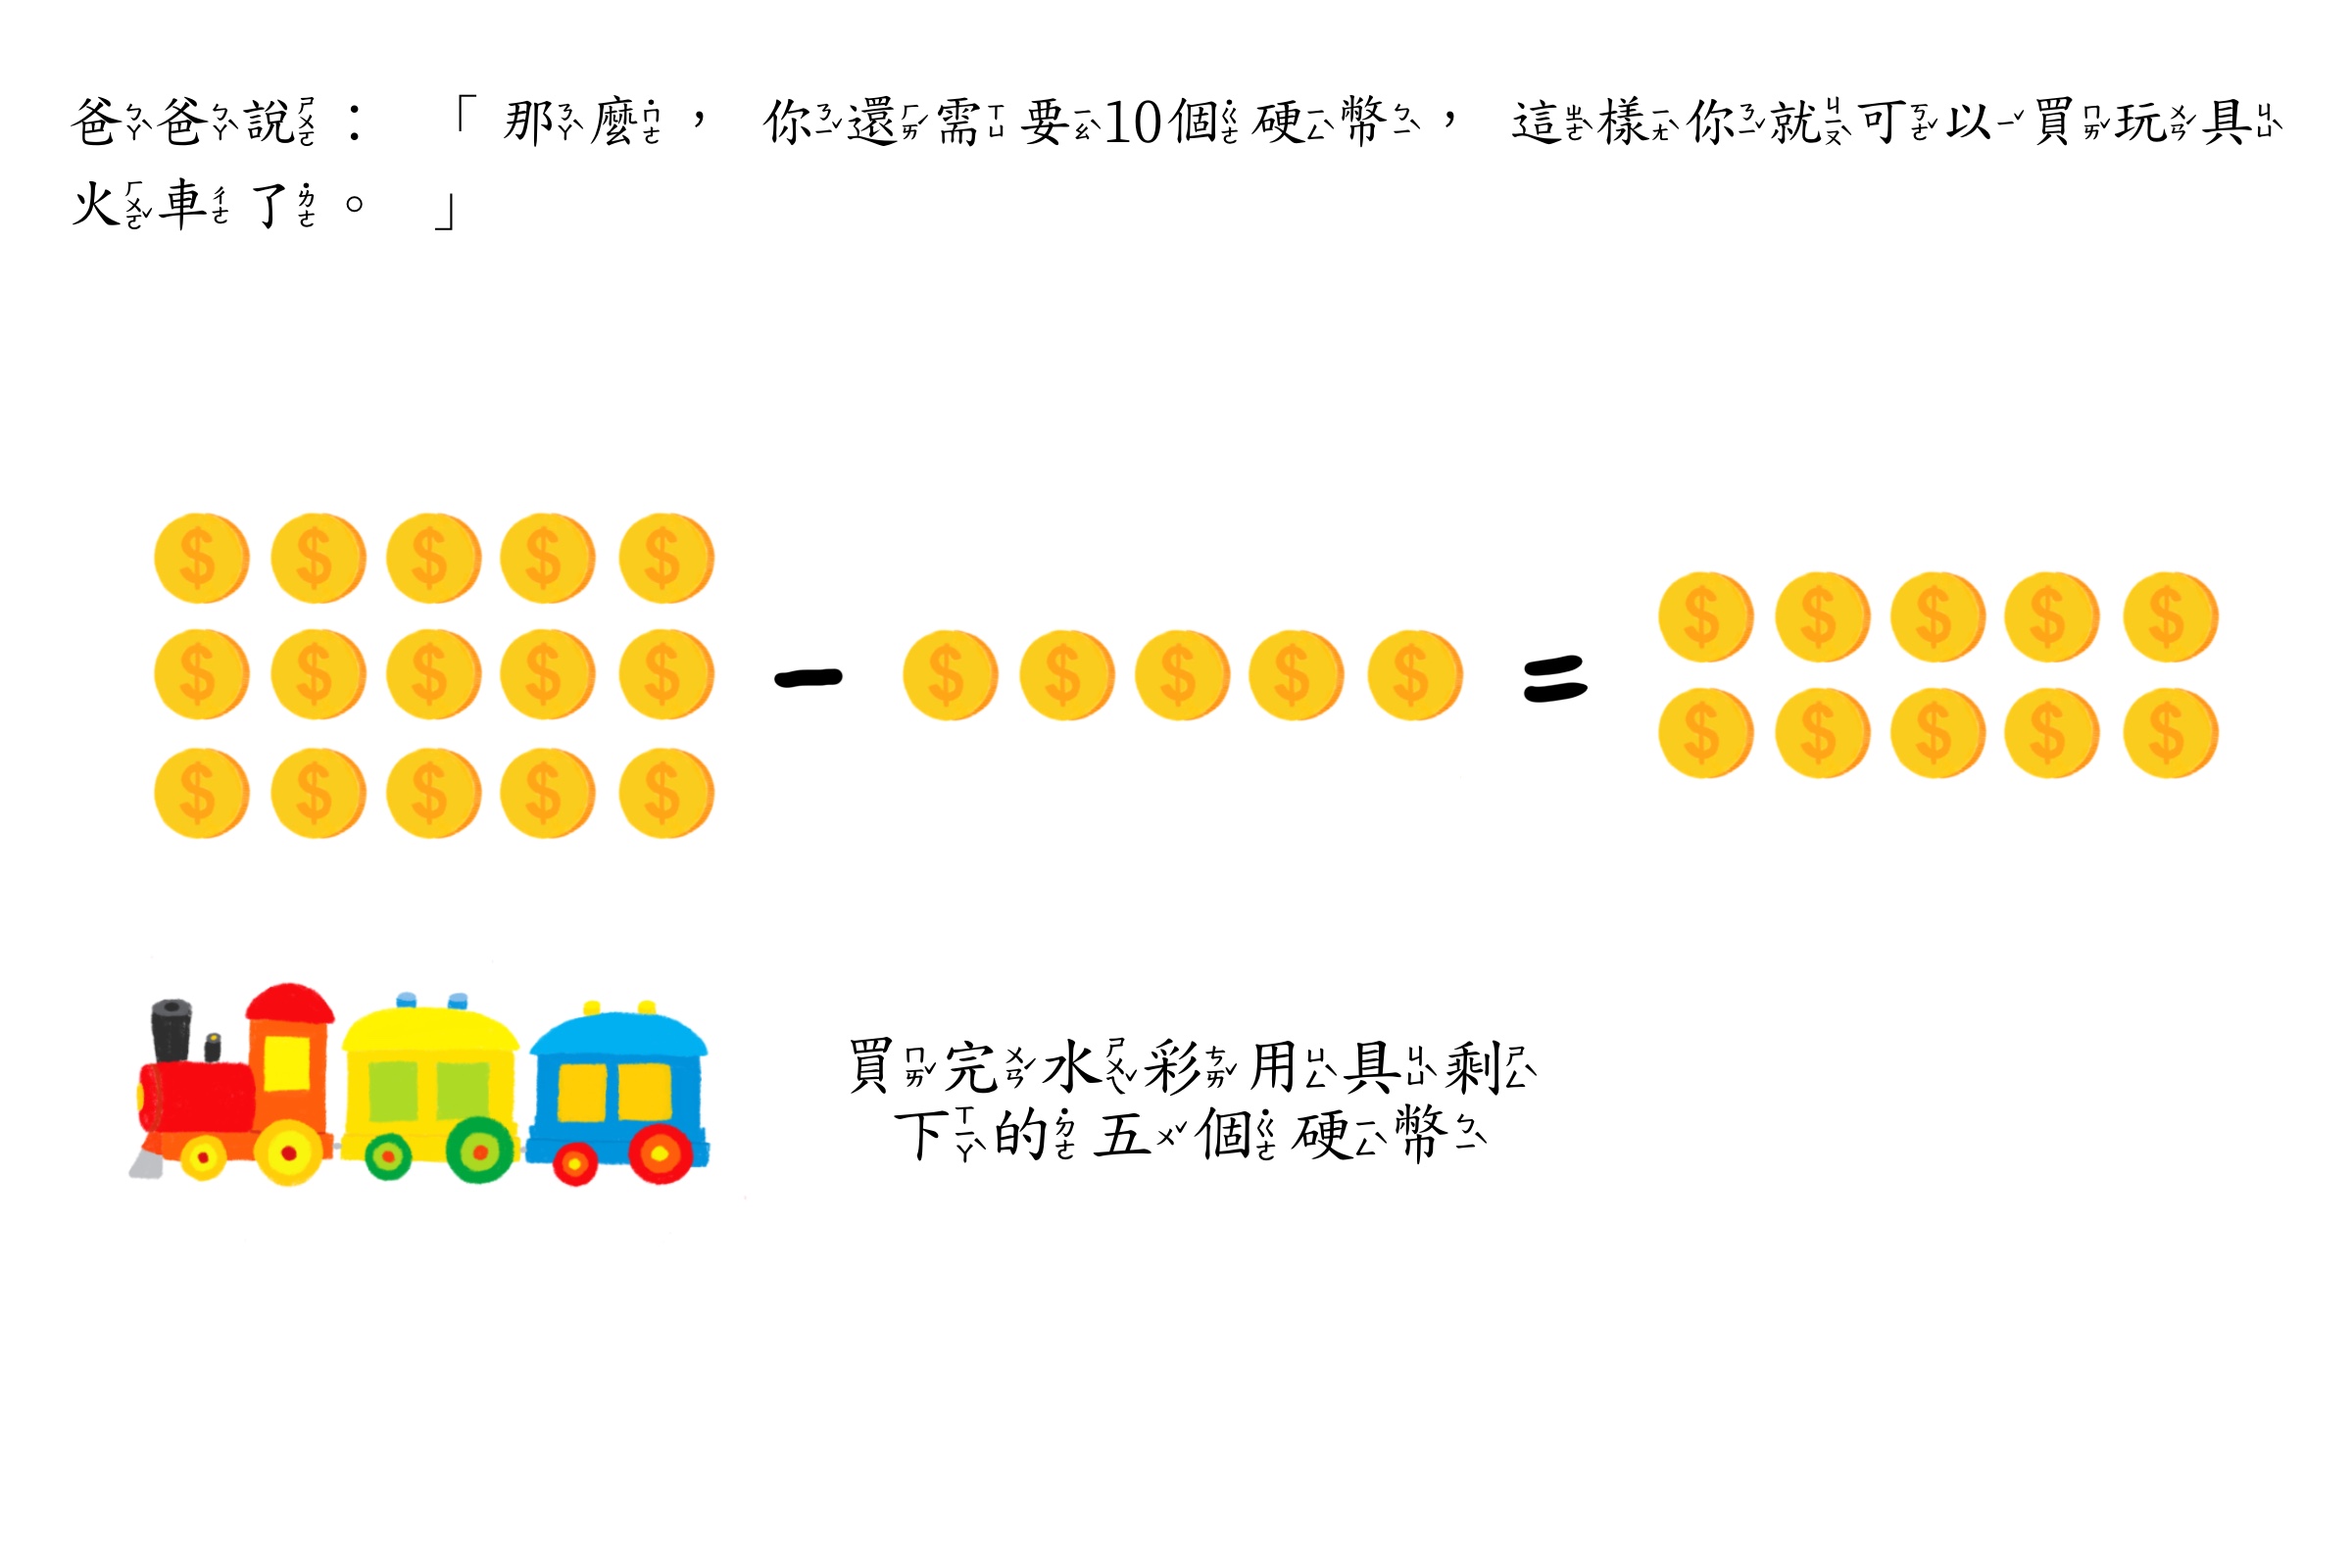 爸爸說：「那麼，你還需要10個硬幣，這樣你就可以買玩具
火車了。」
買完水彩用具剩
下的五個硬幣